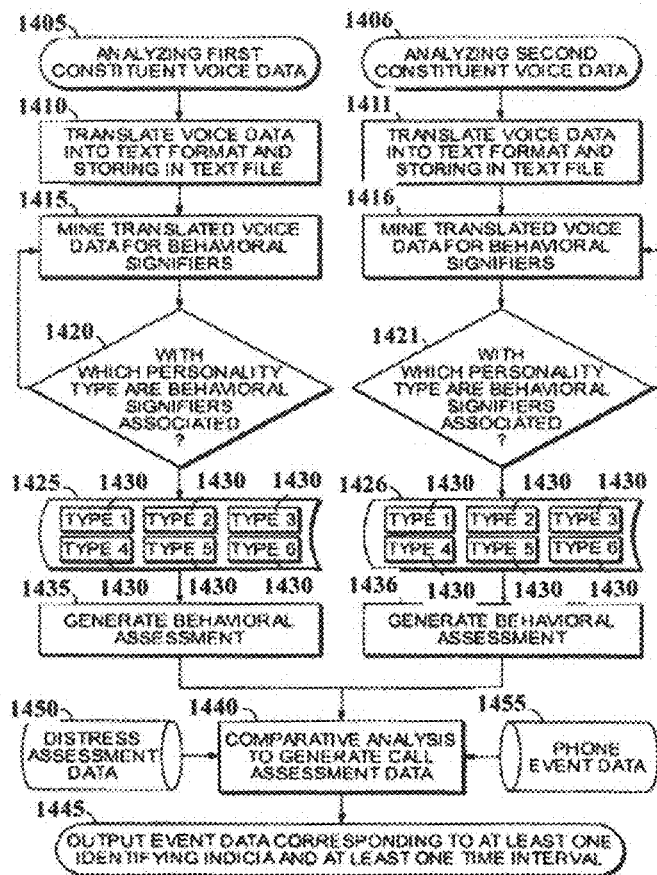 1405
ANALYZING FIRST
CONSTITUENT VOICE DATA
1410
TRANSLATE VOICE DATA
INTO TEXT FORMAT AND
STORING IN TEXT FILE
1415
MINE TRANSLATED VOICE
DATA FOR BEHAVIORAL
SIGNIFIERS
1420
WITH
WHICH PERSONALITY
TYPE ARE BEHAVIORAL
SIGNIFIERS
ASSOCIATED
?
1425 1430 1430 1430
TYPE 1 TYPE 2 TYPE 3
TYPE 4 TYPE 5 TYPE 6
1435 1430 1430 1430
GENERATE BEHAVIORAL
ASSESSMENT
1406
ANALYZING SECOND
CONSTITUENT VOICE DATA
1411
TRANSLATE VOICE DATA
INTO TEXT FORMAT AND
STORING IN TEXT FILE
1416
MINE TRANSLATED VOICE
DATA FOR BEHAVIORAL
SIGNIFIERS
1421
WITH
WHICH PERSONALITY
TYPE ARE BEHAVIORAL
SIGNIFIERS
ASSOCIATED
?
1426 1430 1430 1430
TYPE 1 TYPE 2 TYPE 3
TYPE 4 TYPE 5 TYPE 6
1436 1430 1430 1430
GENERATE BEHAVIORAL
ASSESSMENT
1450
DISTRESS
ASSESSMENT
DATA
1440
COMPARATIVE ANALYSIS
TO GENERATE CALL
ASSESSMENT DATA
1455
PHONE
EVENT DATA
1445
OUTPUT EVENT DATA CORRESPONDING TO AT LEAST ONE
IDENTIFYING INDICIA AND AT LEAST ONE TIME INTERVAL